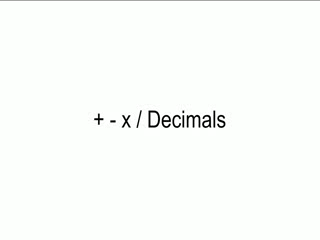 + - x / Decimals